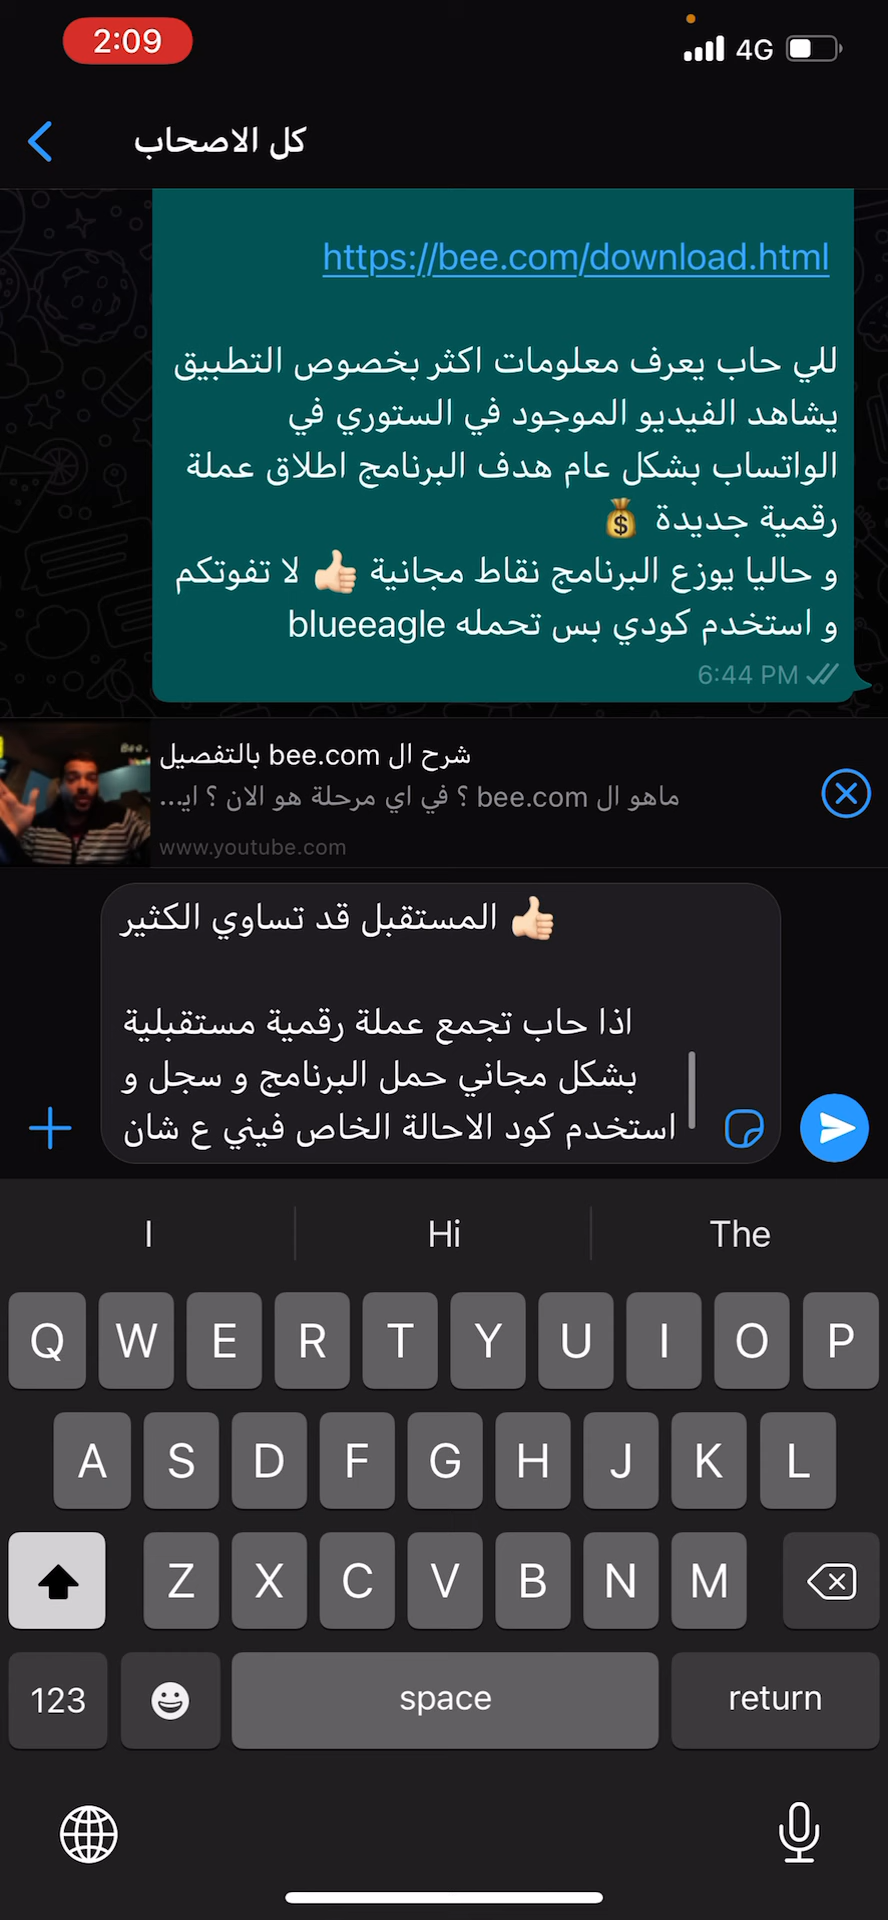 2:09
4G
كل الاصحاب
https://bee.com/download.html
للي حاب يعرف معلومات اكثر بخصوص التطبيق
يشاهد الفيديو الموجود في الستوري في
الواتساب بشكل عام هدف البرنامج اطلاق عملة
رقمية جديدة 💰
و حاليا يوزع البرنامج نقاط مجانية 👍🏻 لا تفوتكم
و استخدم كودي بس تحمله blueeagle
6:44 PM
شرح ال bee.com بالتفصيل
ماهو ال bee.com ؟ في اي مرحلة هو الان ؟ اي...
www.youtube.com
المستقبل قد تساوي الكثير 👍🏻
اذا حاب تجمع عملة رقمية مستقبلية
بشكل مجاني حمل البرنامج و سجل و
استخدم كود الاحالة الخاص فيني ع شان
I Hi The
Q W E R T Y U I O P
A S D F G H J K L
Z X C V B N M
123 space return